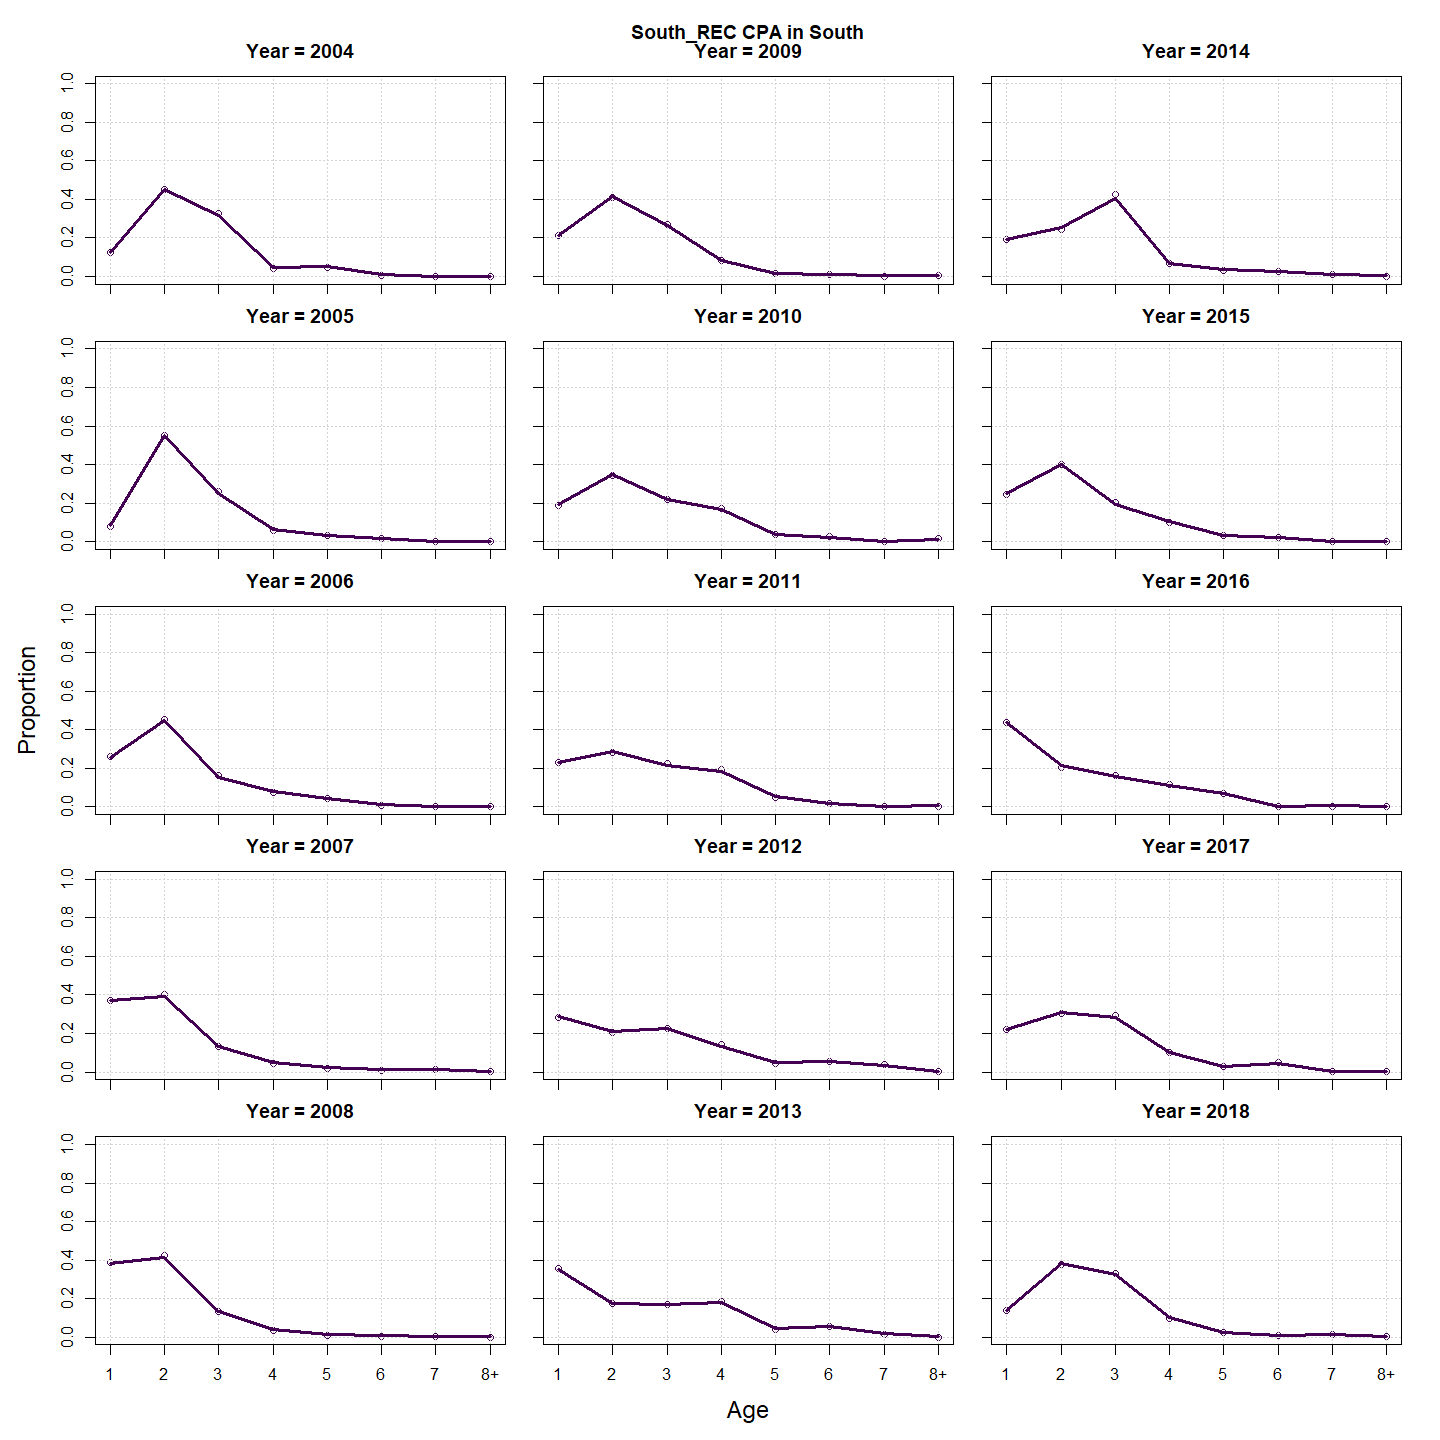 South_REC CPA in South
Year = 2004 Year = 2009 Year = 2014
0.0 0.2 0.4 0.6 0.8 1.0
Year = 2005 Year = 2010 Year = 2015
0.0 0.2 0.4 0.6 0.8 1.0
Year = 2006 Year = 2011 Year = 2016
0.0 0.2 0.4 0.6 0.8 1.0
Proportion
Year = 2007 Year = 2012 Year = 2017
0.0 0.2 0.4 0.6 0.8 1.0
Year = 2008 Year = 2013 Year = 2018
0.0 0.2 0.4 0.6 0.8 1.0
1 2 3 4 5 6 7 8+ 1 2 3 4 5 6 7 8+ 1 2 3 4 5 6 7 8+
Age